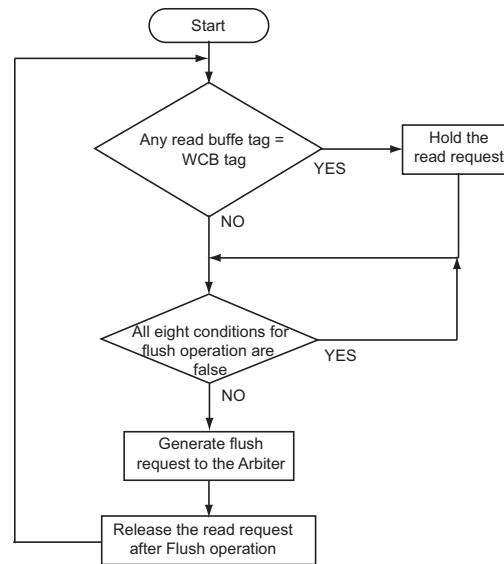 Start
Any read buffe tag =
WCB tag
YES
Hold the
read request
NO
All eight conditions for
flush operation are
false
YES
NO
Generate flush
request to the Arbiter
Release the read request
after Flush operation